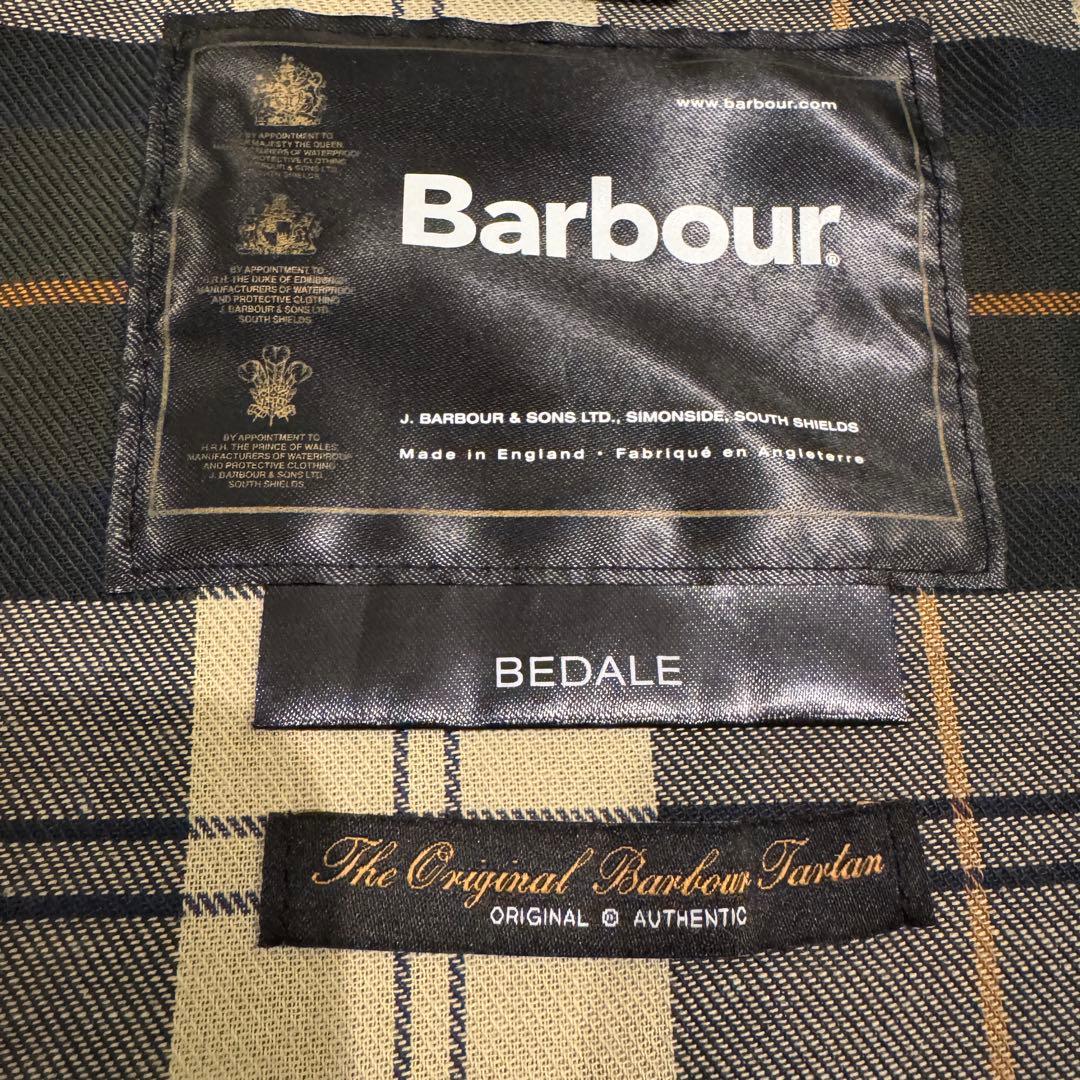 www.barbour.com
Barbour®
BY APPOINTMENT TO
MAJESTY THE QUEEN
MANUFACTURERS OF WATERPROOF
PROTECTIVE CLOTHING
& SONS LTD
SOUTH SHIELDS
BY APPOINTMENT TO
H.R.H. THE DUKE OF EDINBURGH
MANUFACTURERS OF WATERPROOF
AND PROTECTIVE CLOTHING
J. BARBOUR & SONS LTD.
SOUTH SHIELDS
BY APPOINTMENT TO
H.R.H. THE PRINCE OF WALES
MANUFACTURERS OF WATERPROOF
AND PROTECTIVE CLOTHING
J. BARBOUR & SONS LTD.
SOUTH SHIELDS
J. BARBOUR & SONS LTD., SIMONSIDE, SOUTH SHIELDS
Made in England · Fabriqué en Angleterre
BEDALE
The Original Barbour Tartan
ORIGINAL AUTHENTIC